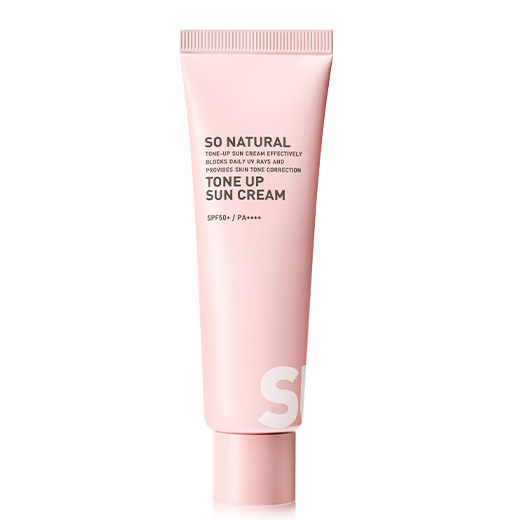 SO NATURAL
TONE-UP SUN CREAM EFFECTIVELY
BLOCKS DAILY UV RAYS AND
PROVIDES SKIN TONE CORRECTION
TONE UP
SUN CREAM
SPF50+ / PA++++